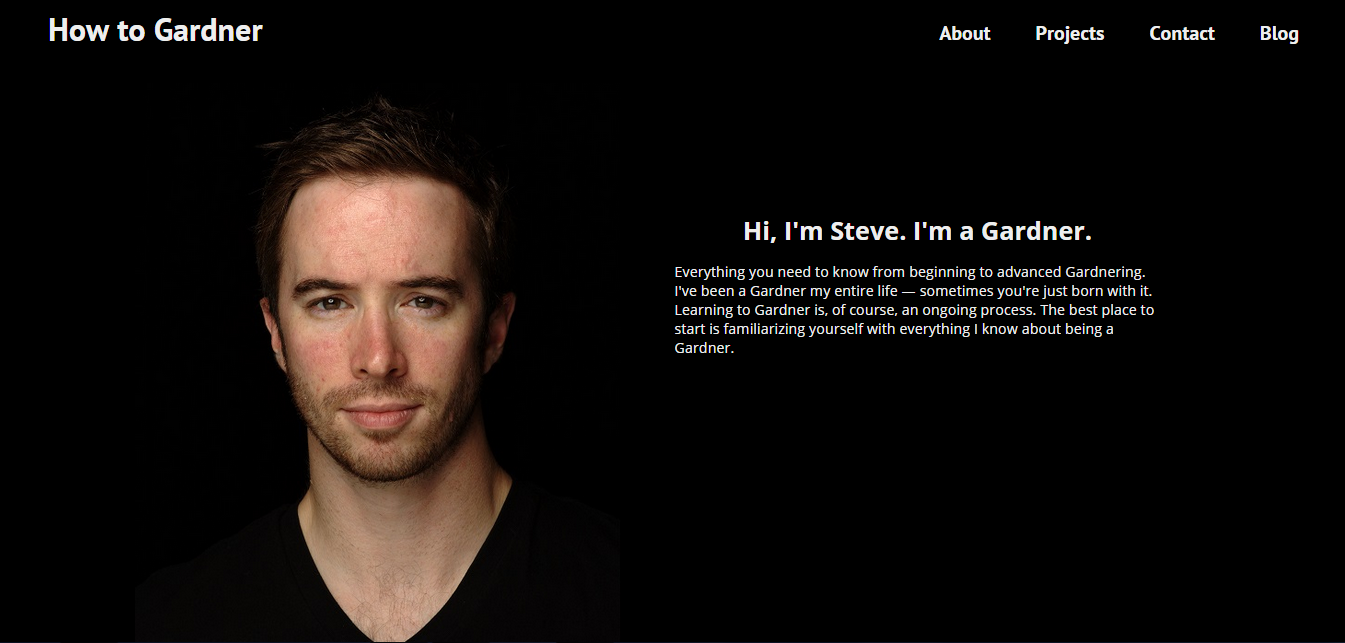 How to Gardner
About Projects Contact Blog
Hi, I'm Steve. I'm a Gardner.
Everything you need to know from beginning to advanced Gardnering.
I've been a Gardner my entire life — sometimes you're just born with it.
Learning to Gardner is, of course, an ongoing process. The best place to
start is familiarizing yourself with everything I know about being a
Gardner.